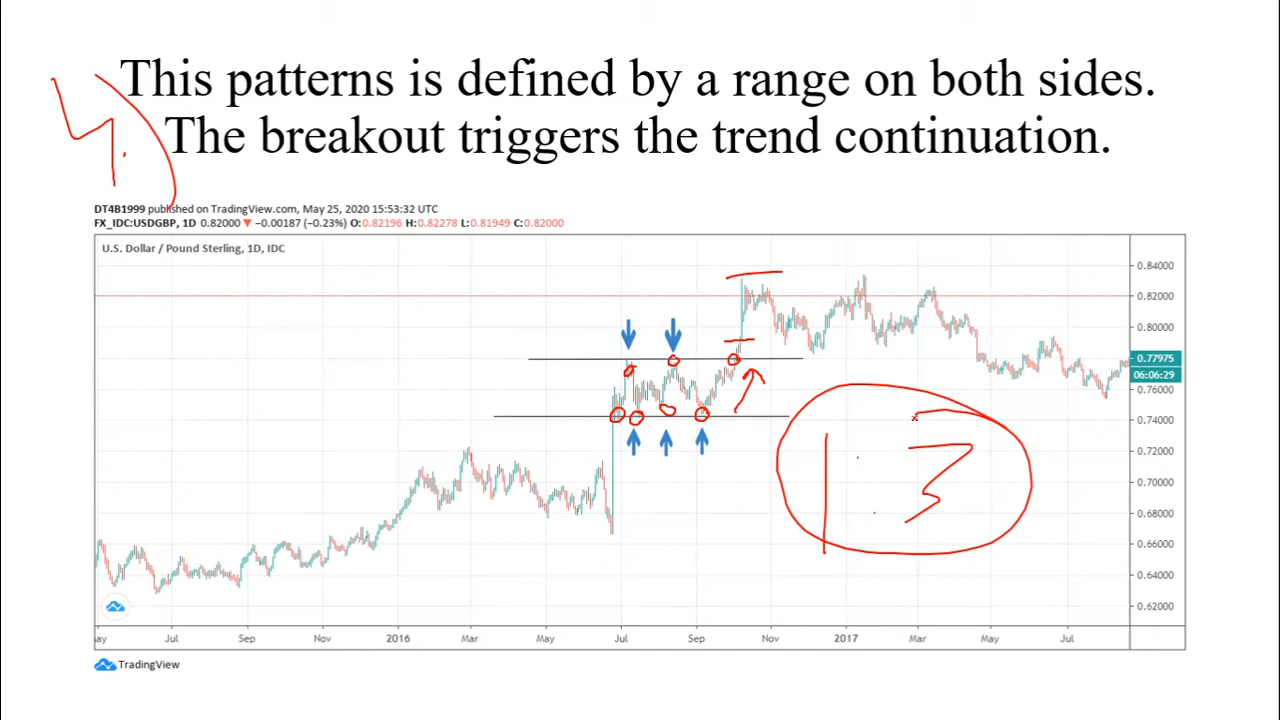 This patterns is defined by a range on both sides.
The breakout triggers the trend continuation.
4.)
DT4B1999 published on TradingView.com, May 25, 2020 15:53:32 UTC
FX_IDC:USDGBP, 1D 0.82000 ▼ −0.00187 (−0.23%) O:0.82196 H:0.82278 L:0.81949 C:0.82000
U.S. Dollar / Pound Sterling, 1D, IDC
0.84000
0.82000
0.80000
0.77975
06:06:29
0.76000
0.74000
1:3
0.72000
0.70000
0.68000
0.66000
0.64000
0.62000
ay Jul Sep Nov 2016 Mar May Jul Sep Nov 2017 Mar May Jul
TradingView